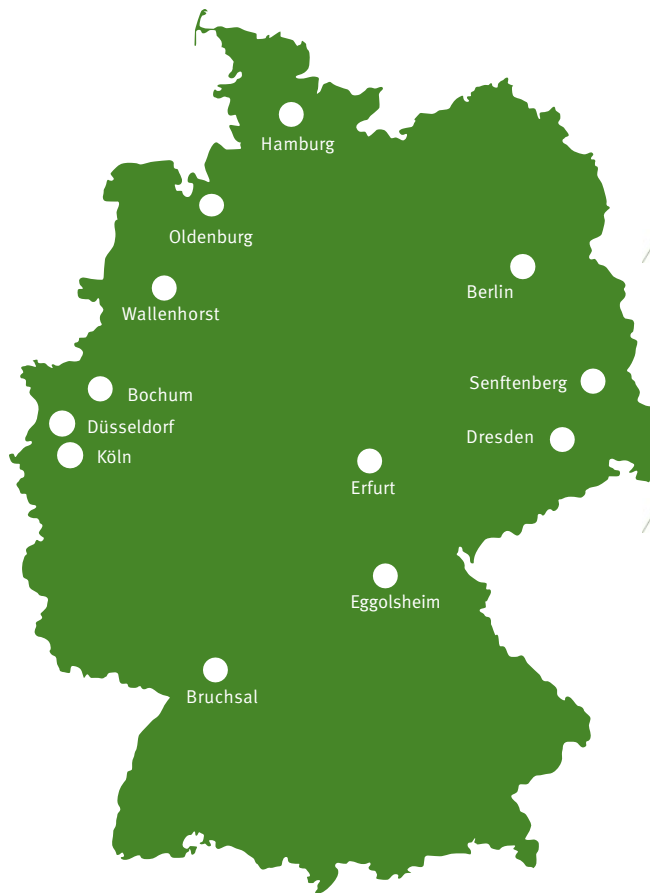 Hamburg
Oldenburg
Berlin
Wallenhorst
Senftenberg
Bochum
Düsseldorf
Dresden
Köln
Erfurt
Eggolsheim
Bruchsal